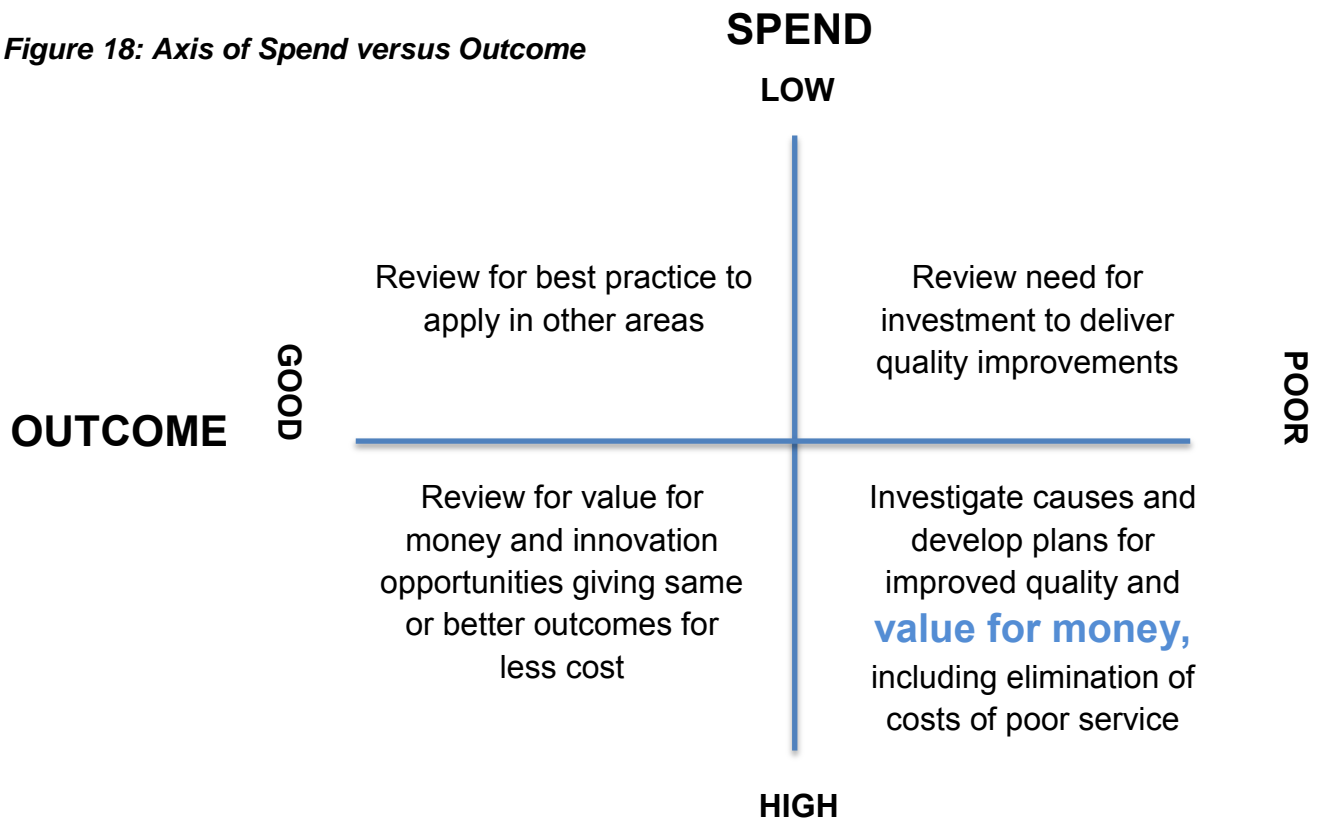 Figure 18: Axis of Spend versus Outcome
SPEND
LOW
Review for best practice to
apply in other areas
Review need for
investment to deliver
quality improvements
OUTCOME
GOOD
POOR
Review for value for
money and innovation
opportunities giving same
or better outcomes for
less cost
Investigate causes and
develop plans for
improved quality and
value for money,
including elimination of
costs of poor service
HIGH